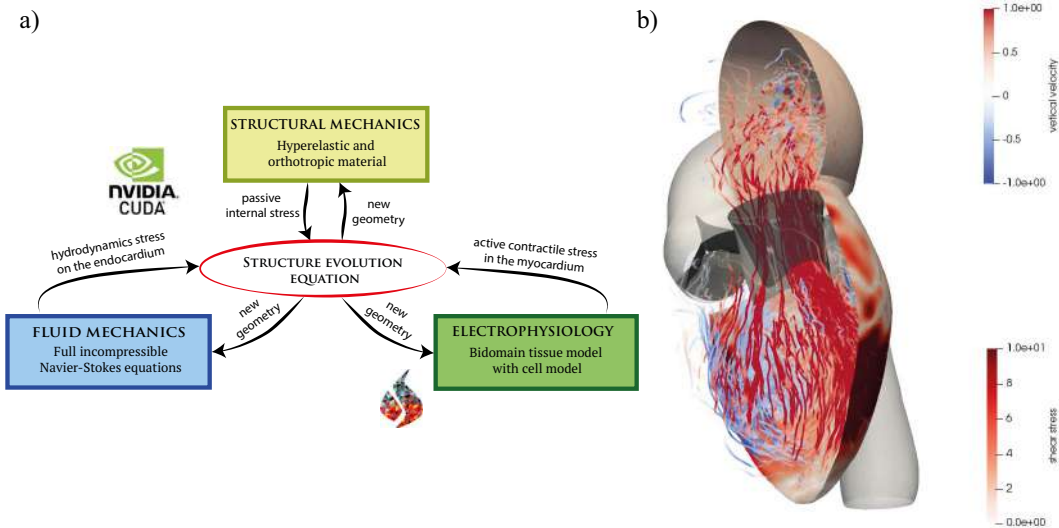 a)
STRUCTURAL MECHANICS
Hyperelastic and
orthotropic material
NVIDIA.
CUDA
passive
internal stress
new
geometry
hydrodynamics stress
on the endocardium
STRUCTURE EVOLUTION
EQUATION
active contractile stress
in the myocardium
new
geometry
new
geometry
FLUID MECHANICS
Full incompressible
Navier-Stokes equations
ELECTROPHYSIOLOGY
Bidomain tissue model
with cell model
b)
1.0e+00
0.5
0
-0.5
-1.0e+00
vetical velocity
1.0e+01
8
6
4
2
0.0e+00
shear stress